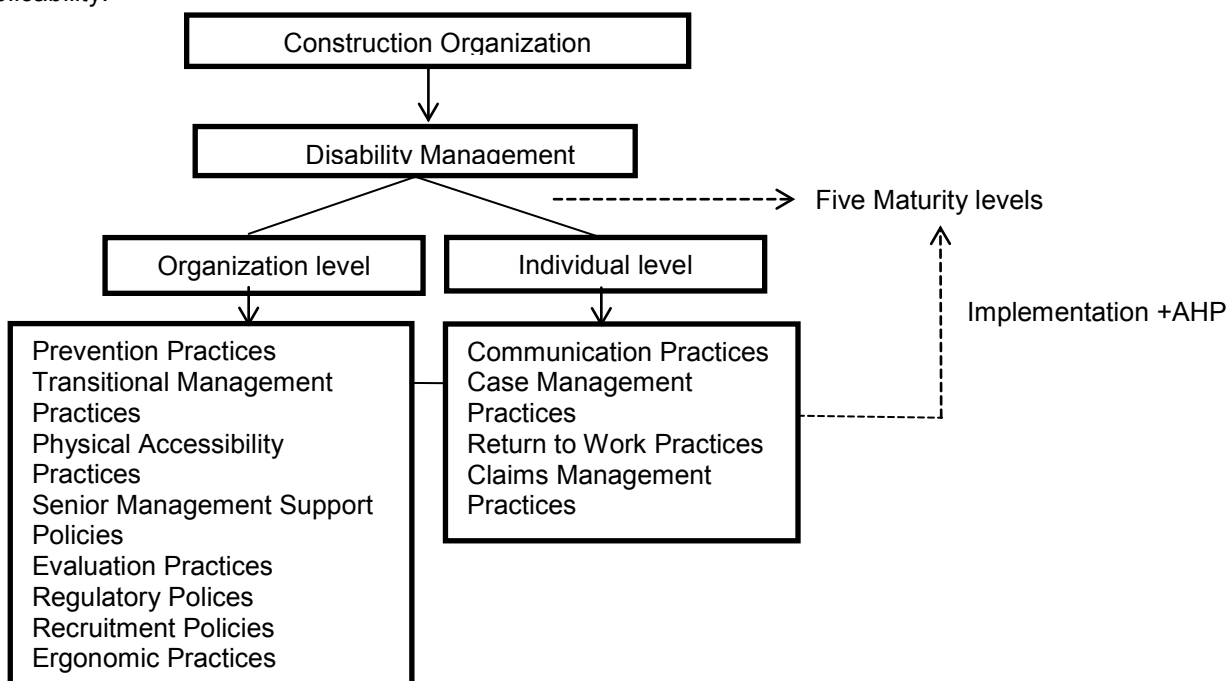 Construction Organization
Disability Management
Five Maturity levels
Organization level
Individual level
Implementation +AHP
Prevention Practices
Transitional Management
Practices
Physical Accessibility
Practices
Senior Management Support
Policies
Evaluation Practices
Regulatory Polices
Recruitment Policies
Ergonomic Practices
Communication Practices
Case Management
Practices
Return to Work Practices
Claims Management
Practices